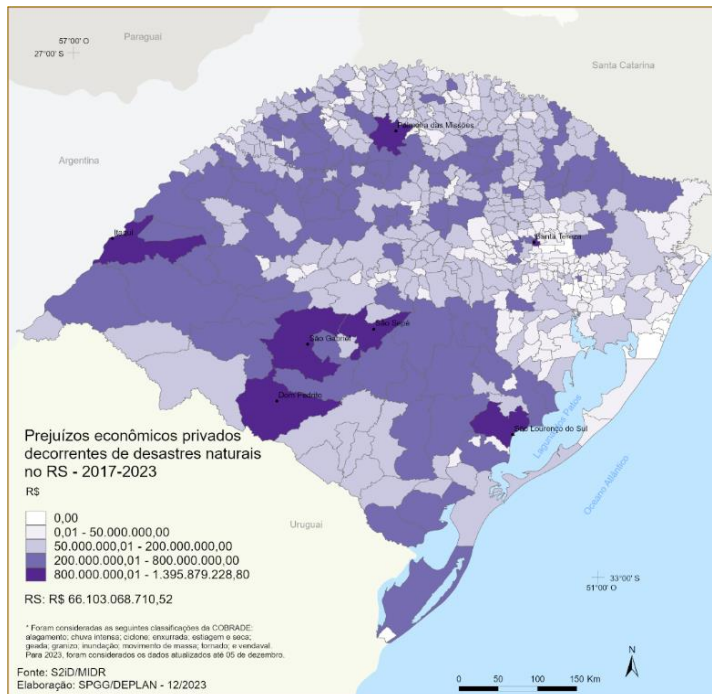 Paraguai
57°00' O
27°00' S
Santa Catarina
Palmeira das Missões
Argentina
Itaqui
Santa Tereza
São Sepé
São Gabriel
Dom Pedrito
São Lourenço do Sul
Laguna dos Patos
Oceano Atlântico
Uruguai
Prejuízos econômicos privados
decorrentes de desastres naturais
no RS - 2017-2023
R$
0,00
0,01 - 50.000.000,00
50.000.000,01 - 200.000.000,00
200.000.000,01 - 800.000.000,00
800.000.000,01 - 1.395.879.228,80
RS: R$ 66.103.068.710,52
33°00' S
51°00' O
* Foram consideradas as seguintes classificações da COBRADE:
alagamento; chuva intensa; ciclone; enxurrada; estiagem e seca;
geada; granizo; inundação; movimento de massa; tornado; e vendaval.
Para 2023, foram considerados os dados atualizados até 05 de dezembro.
Fonte: S2iD/MIDR
Elaboração: SPGG/DEPLAN - 12/2023
N
0 50 100 150 Km